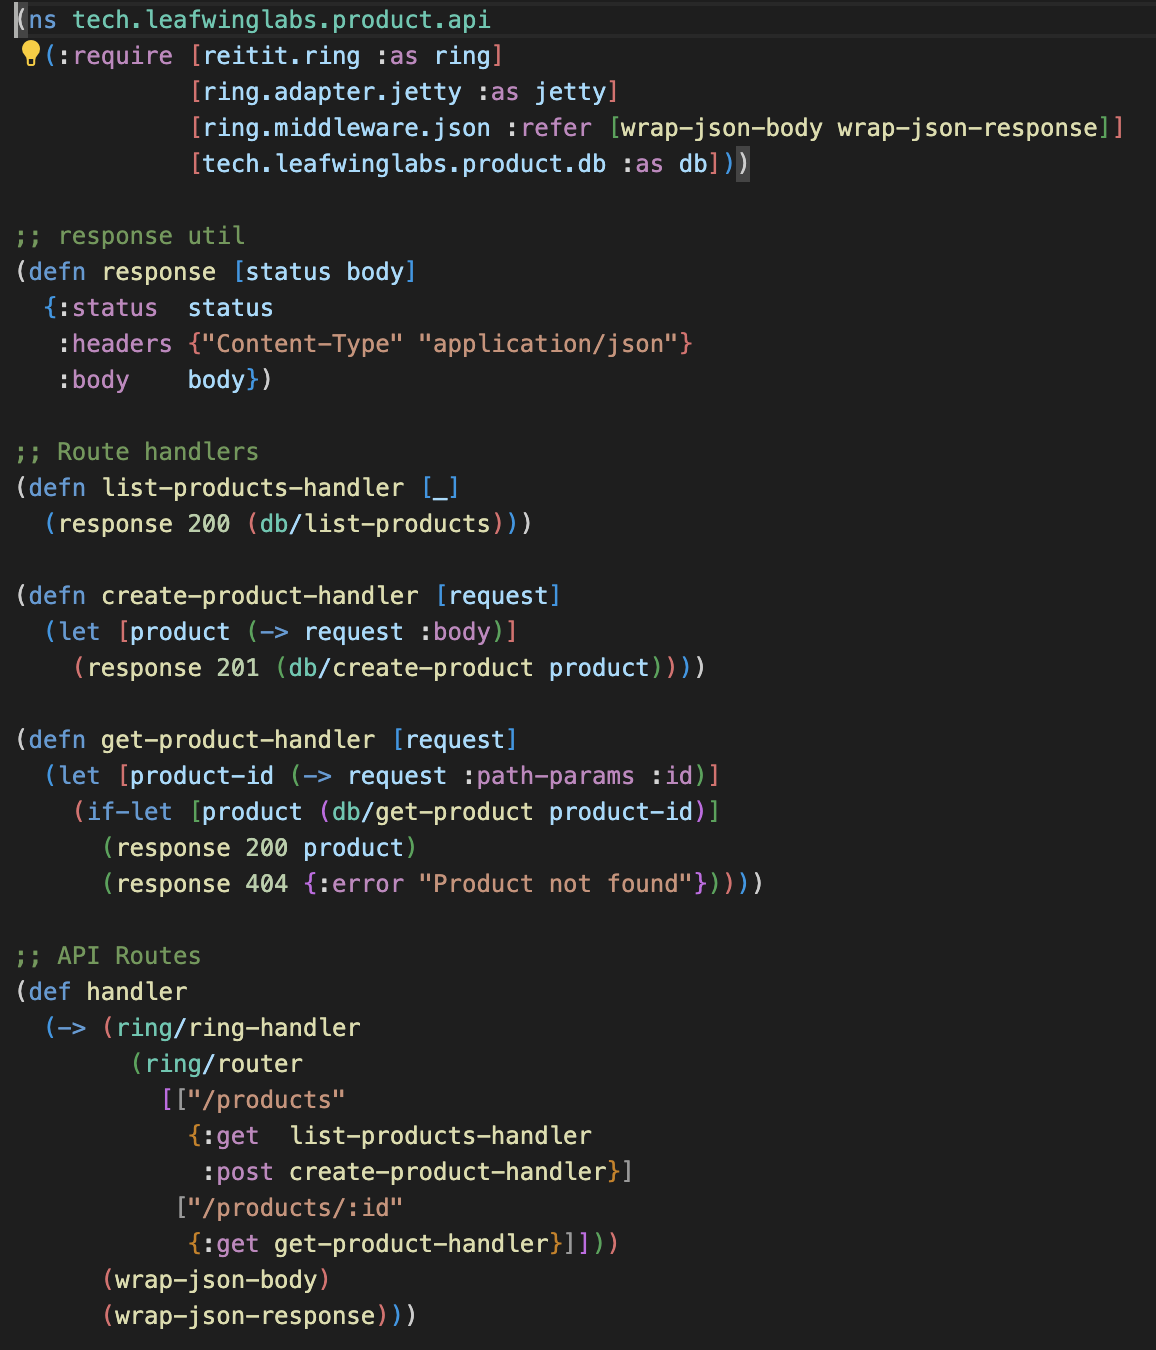 (ns tech.leafwinglabs.product.api
  (:require [reitit.ring :as ring]
            [ring.adapter.jetty :as jetty]
            [ring.middleware.json :refer [wrap-json-body wrap-json-response]]
            [tech.leafwinglabs.product.db :as db]))

;; response util
(defn response [status body]
  {:status  status
   :headers {"Content-Type" "application/json"}
   :body    body})

;; Route handlers
(defn list-products-handler [_]
  (response 200 (db/list-products)))

(defn create-product-handler [request]
  (let [product (-> request :body)]
    (response 201 (db/create-product product))))

(defn get-product-handler [request]
  (let [product-id (-> request :path-params :id)]
    (if-let [product (db/get-product product-id)]
      (response 200 product)
      (response 404 {:error "Product not found"}))))

;; API Routes
(def handler
  (-> (ring/ring-handler
        (ring/router
          [["/products"
            {:get  list-products-handler
             :post create-product-handler}]
           ["/products/:id"
            {:get get-product-handler}]]))
      (wrap-json-body)
      (wrap-json-response)))